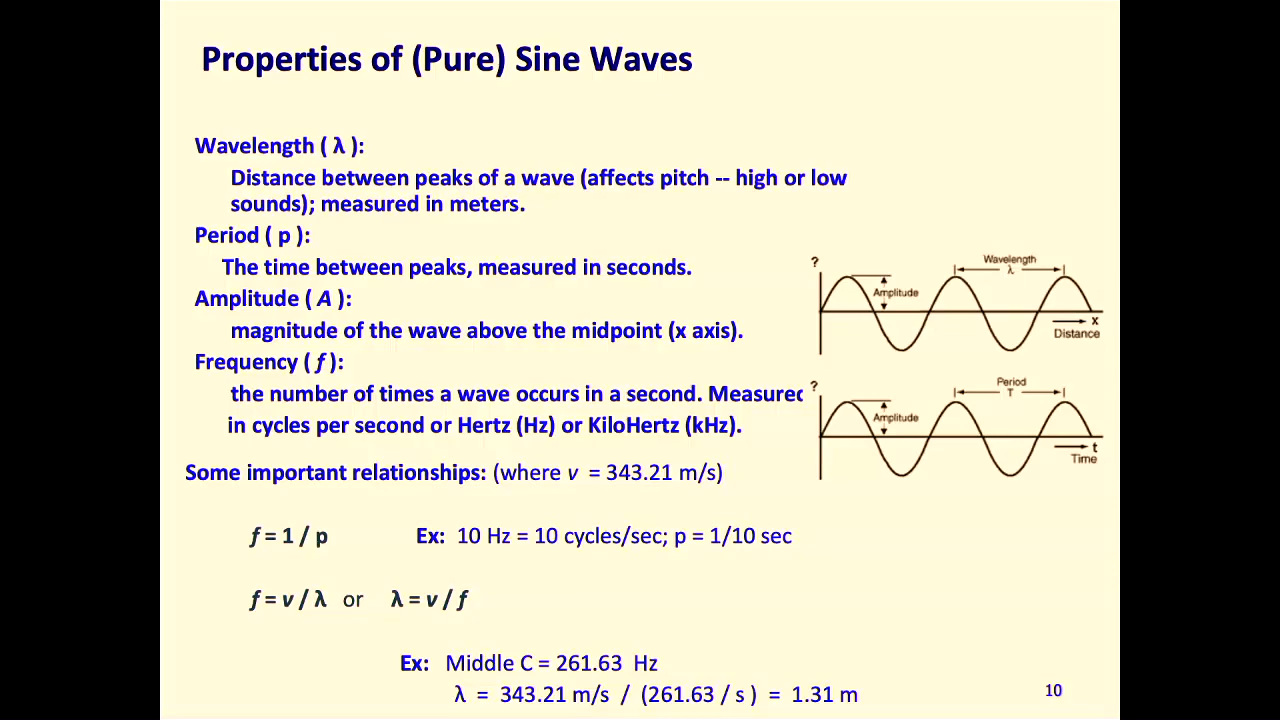 Properties of (Pure) Sine Waves
Wavelength ( λ ):
Distance between peaks of a wave (affects pitch -- high or low
sounds); measured in meters.
Period ( p ):
The time between peaks, measured in seconds.
Amplitude ( A ):
magnitude of the wave above the midpoint (x axis).
Frequency ( f ):
the number of times a wave occurs in a second. Measured
in cycles per second or Hertz (Hz) or KiloHertz (kHz).
?
Wavelength
λ
Amplitude
x
Distance
?
Period
T
Amplitude
t
Time
Some important relationships: (where v = 343.21 m/s)
f = 1 / p Ex: 10 Hz = 10 cycles/sec; p = 1/10 sec
f = v / λ or λ = v / f
Ex: Middle C = 261.63 Hz
λ = 343.21 m/s / (261.63 / s ) = 1.31 m
10